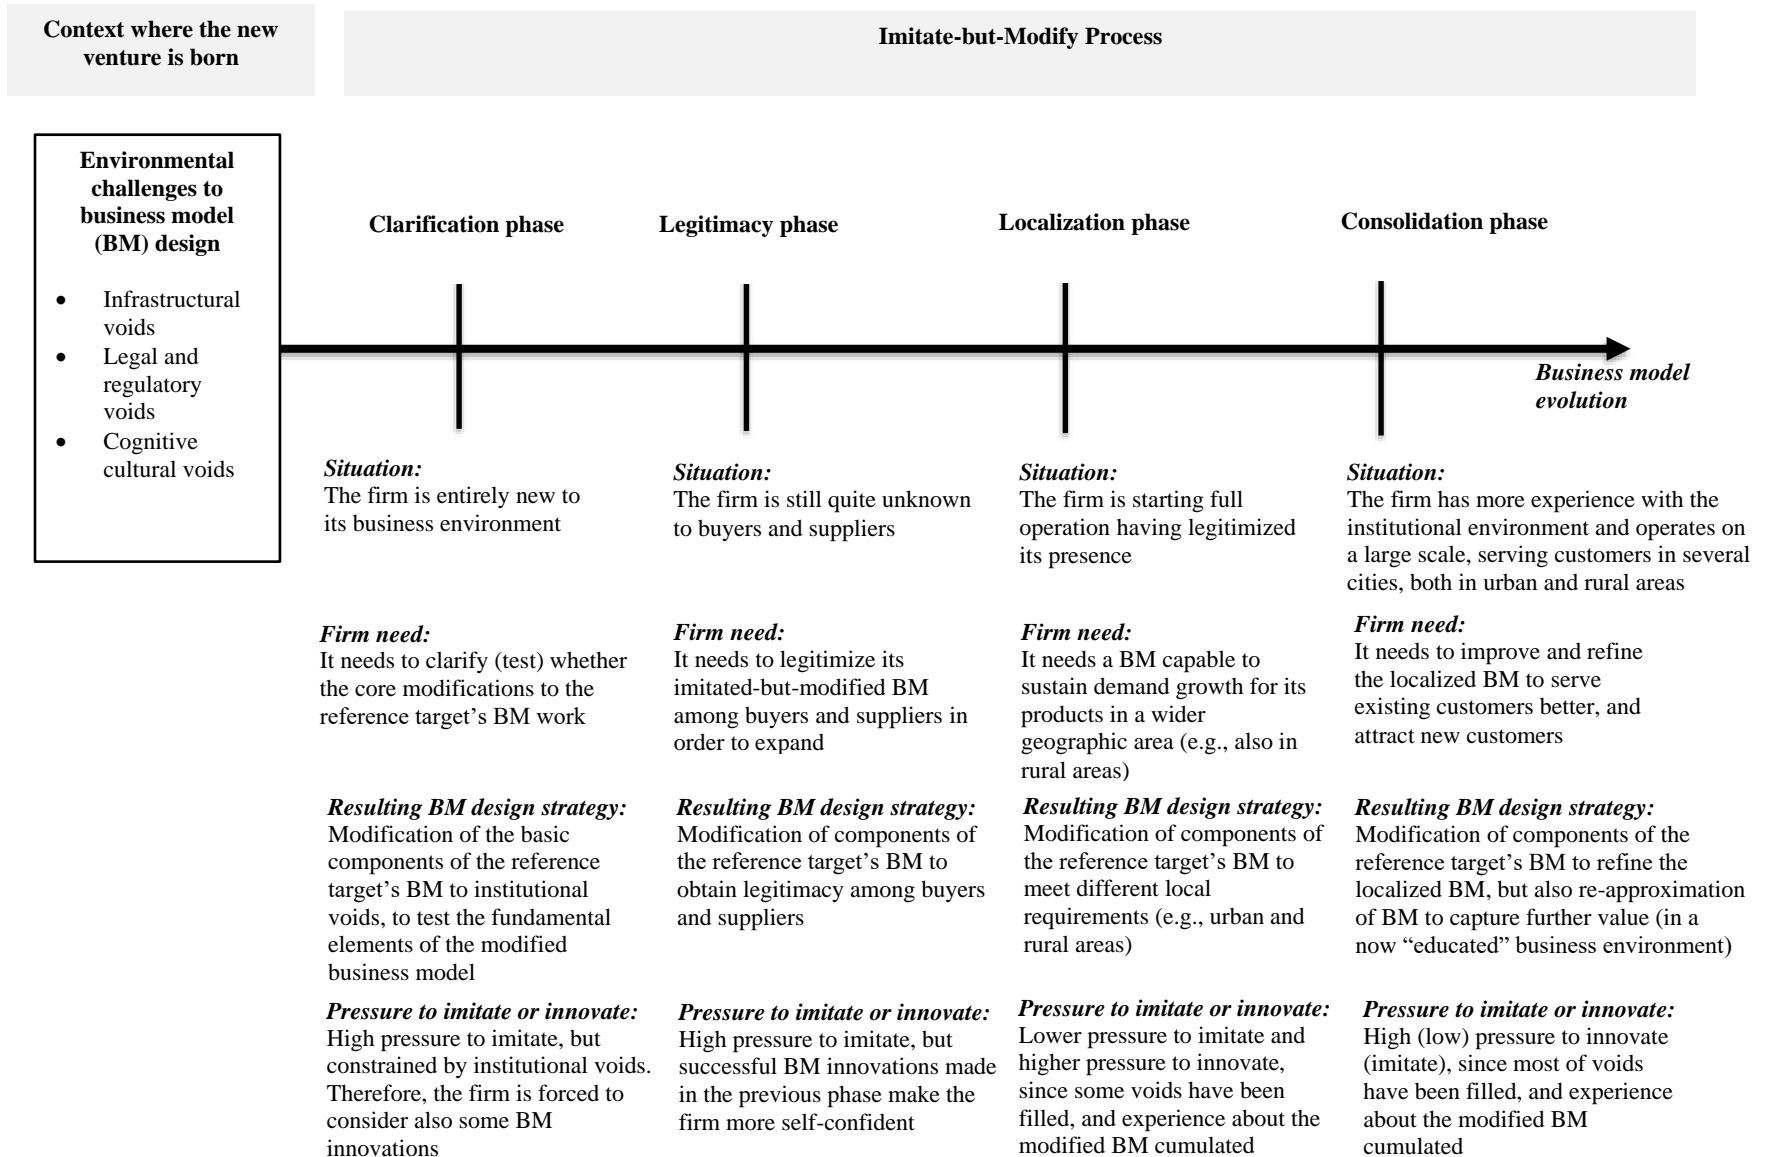 Context where the new
venture is born
Imitate-but-Modify Process
Environmental
challenges to
business model
(BM) design
• Infrastructural
voids
• Legal and
regulatory
voids
• Cognitive
cultural voids
Clarification phase
Legitimacy phase
Localization phase
Consolidation phase
Business model
evolution
Situation:
The firm is entirely new to
its business environment
Situation:
The firm is still quite unknown
to buyers and suppliers
Situation:
The firm is starting full
operation having legitimized
its presence
Situation:
The firm has more experience with the
institutional environment and operates on
a large scale, serving customers in several
cities, both in urban and rural areas
Firm need:
It needs to clarify (test) whether
the core modifications to the
reference target’s BM work
Firm need:
It needs to legitimize its
imitated-but-modified BM
among buyers and suppliers in
order to expand
Firm need:
It needs a BM capable to
sustain demand growth for its
products in a wider
geographic area (e.g., also in
rural areas)
Firm need:
It needs to improve and refine
the localized BM to serve
existing customers better, and
attract new customers
Resulting BM design strategy:
Modification of the basic
components of the reference
target’s BM to institutional
voids, to test the fundamental
elements of the modified
business model
Resulting BM design strategy:
Modification of components of
the reference target’s BM to
obtain legitimacy among buyers
and suppliers
Resulting BM design strategy:
Modification of components of
the reference target’s BM to
meet different local
requirements (e.g., urban and
rural areas)
Resulting BM design strategy:
Modification of components of the
reference target’s BM to refine the
localized BM, but also re-approximation
of BM to capture further value (in a
now “educated” business environment)
Pressure to imitate or innovate:
High pressure to imitate, but
constrained by institutional voids.
Therefore, the firm is forced to
consider also some BM
innovations
Pressure to imitate or innovate:
High pressure to imitate, but
successful BM innovations made
in the previous phase make the
firm more self-confident
Pressure to imitate or innovate:
Lower pressure to imitate and
higher pressure to innovate,
since some voids have been
filled, and experience about the
modified BM cumulated
Pressure to imitate or innovate:
High (low) pressure to innovate
(imitate), since most of voids
have been filled, and experience
about the modified BM
cumulated